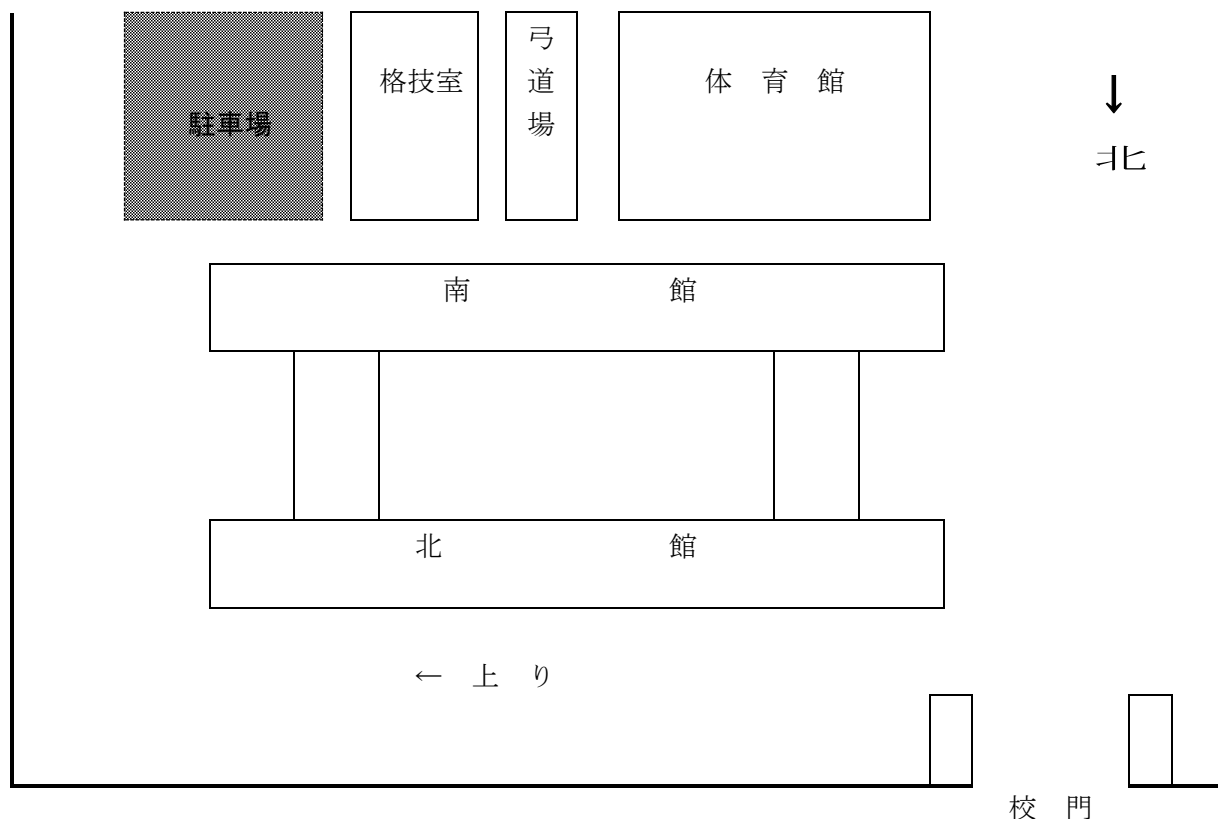 駐車場
格技室
弓道場
体 育 館
↓
北
南 館
北 館
← 上 り
校 門